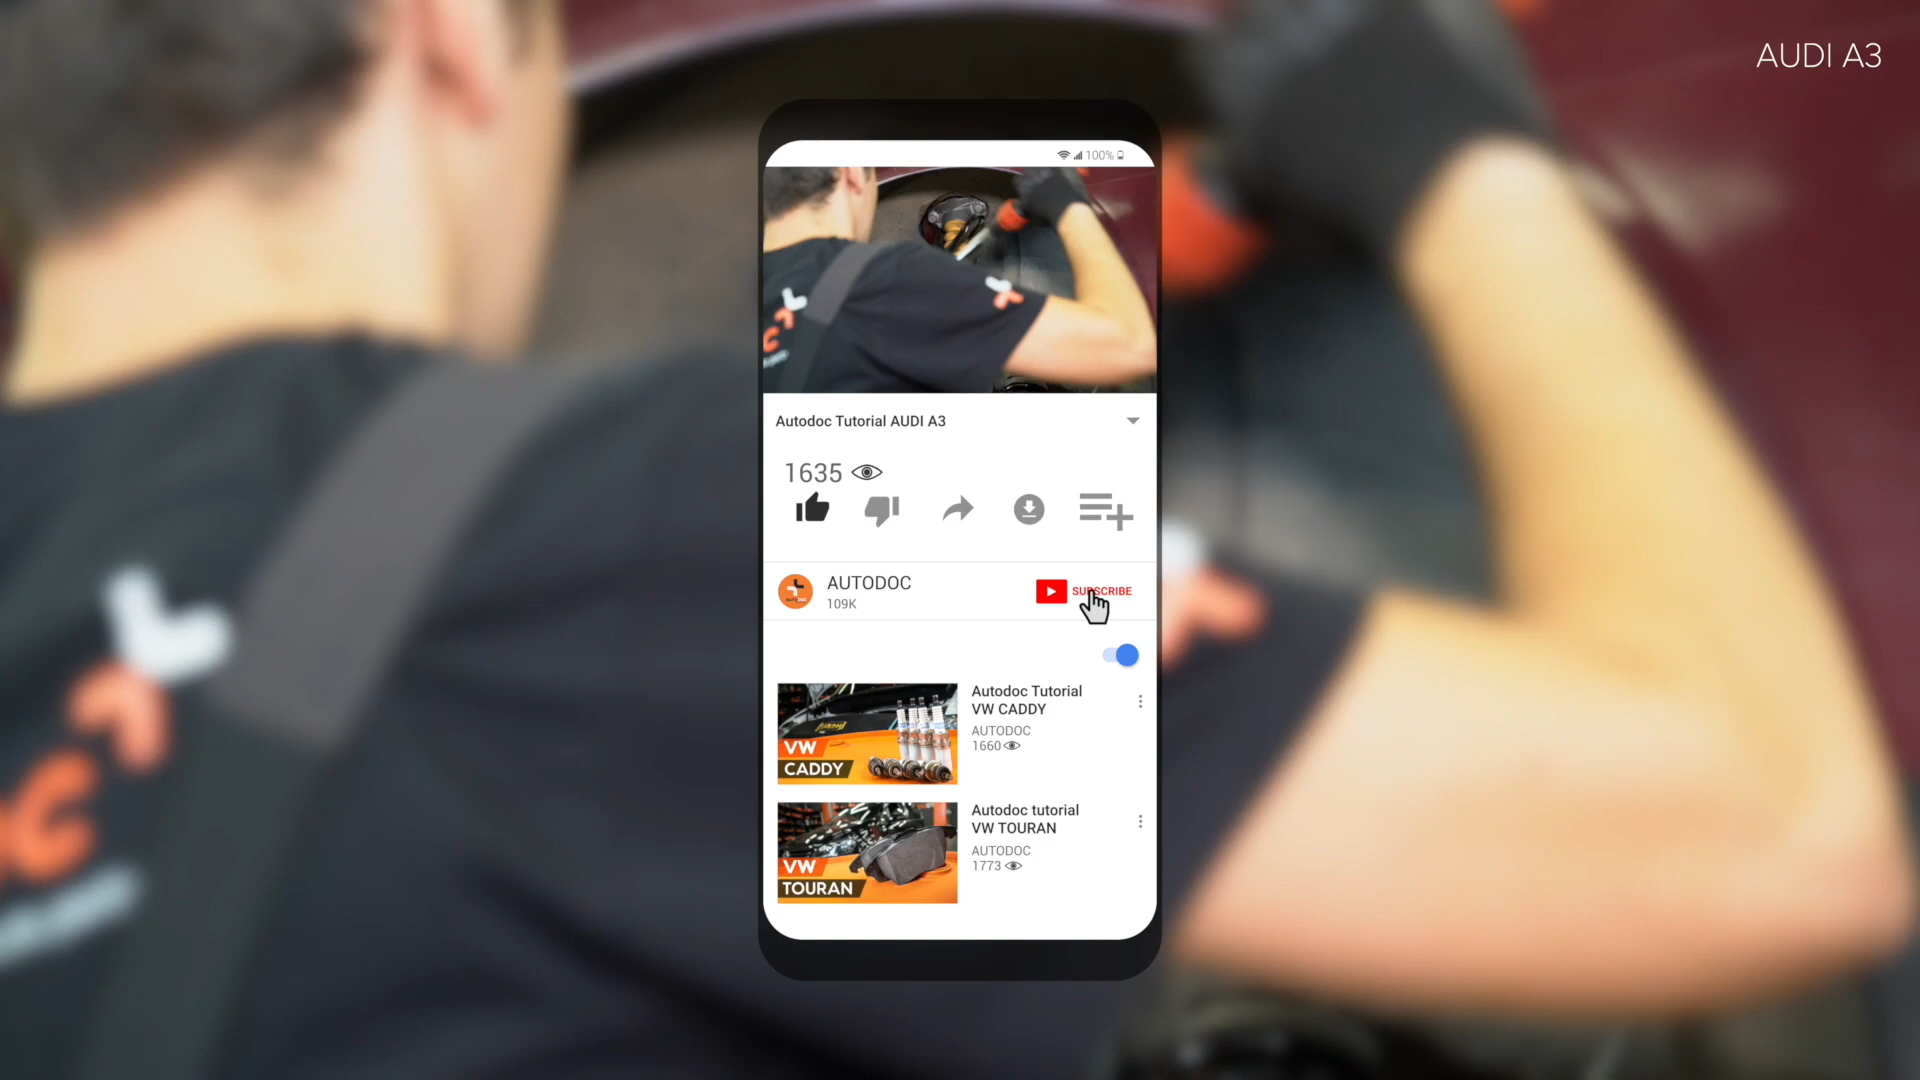 AUDI A3
100%
Autodoc Tutorial AUDI A3
1635
AUTODOC
109K
SUBSCRIBE
VW
CADDY
Autodoc Tutorial
VW CADDY
AUTODOC
1660
VW
TOURAN
Autodoc tutorial
VW TOURAN
AUTODOC
1773